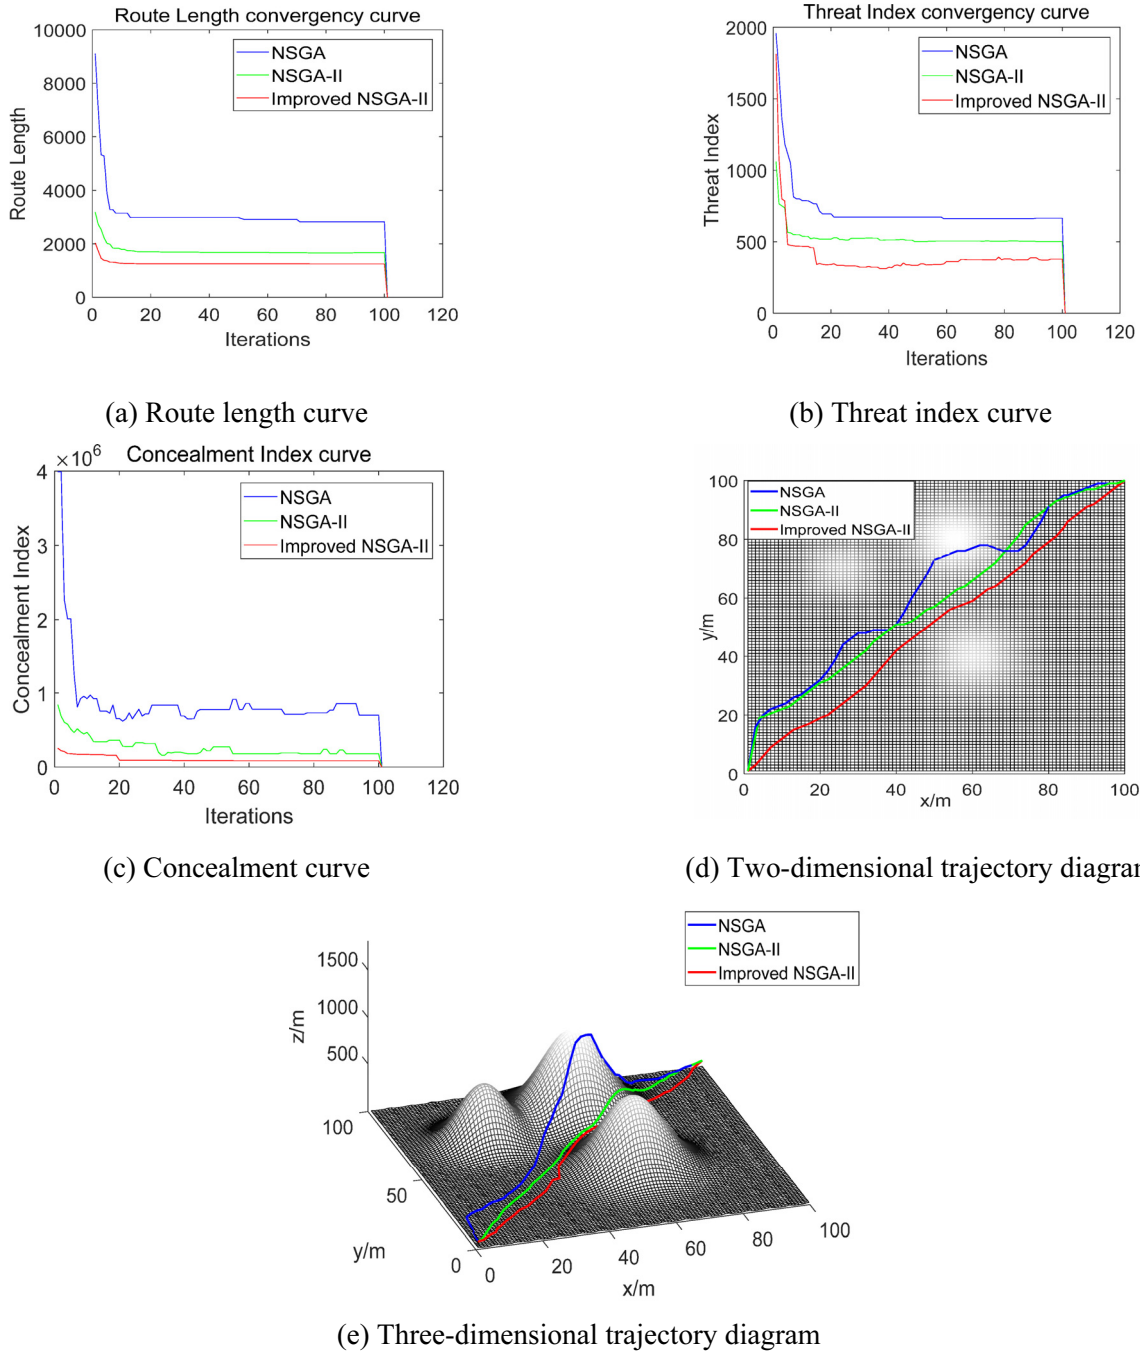 Route Length convergency curve
10000
8000
6000
4000
2000
0
Route Length
NSGA
NSGA-II
Improved NSGA-II
0 20 40 60 80 100 120
Iterations
(a) Route length curve
Threat Index convergency curve
2000
1500
1000
500
0
Threat Index
NSGA
NSGA-II
Improved NSGA-II
0 20 40 60 80 100 120
Iterations
(b) Threat index curve
Concealment Index curve
×10^6
4
3
2
1
0
Concealment Index
NSGA
NSGA-II
Improved NSGA-II
0 20 40 60 80 100 120
Iterations
(c) Concealment curve
100
80
60
40
20
0
y/m
NSGA
NSGA-II
Improved NSGA-II
0 20 40 60 80 100
x/m
(d) Two-dimensional trajectory diagram
NSGA
NSGA-II
Improved NSGA-II
1500
1000
500
z/m
100
50
0
y/m
0 20 40 60 80 100
x/m
(e) Three-dimensional trajectory diagram